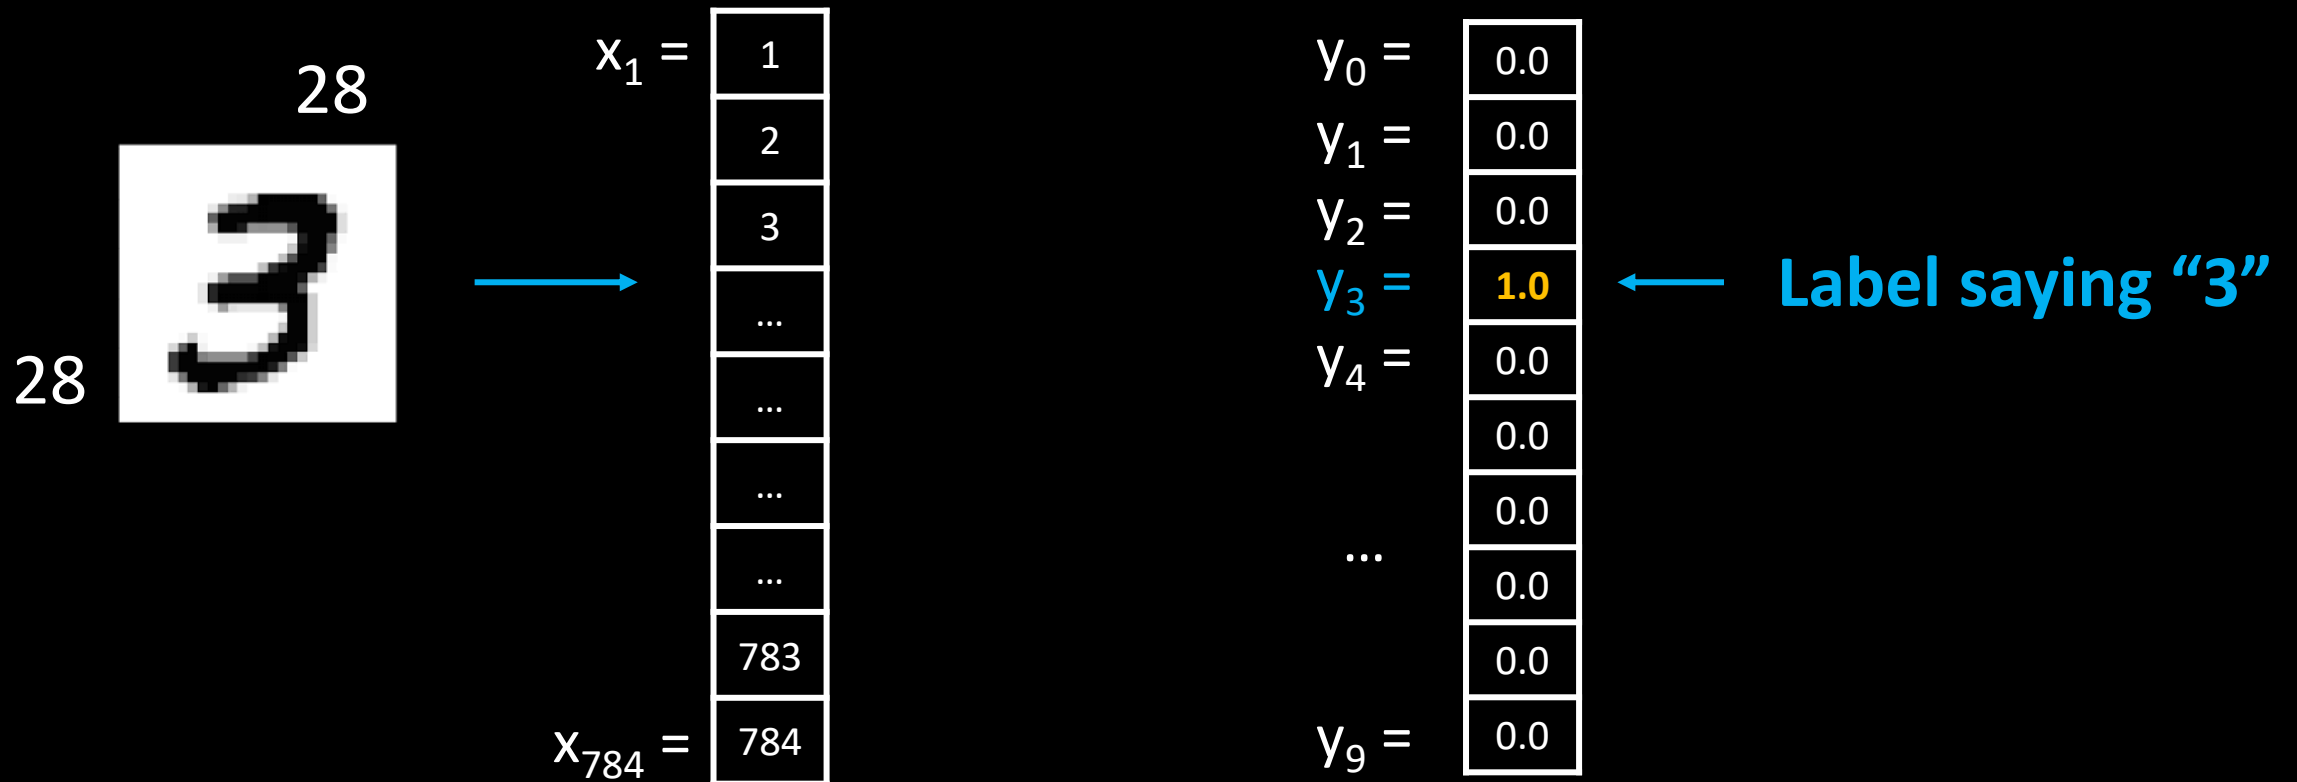 28
28
3
x₁ =
1
2
3
...
...
...
...
783
x₇₈₄ =
784
y₀ =
0.0
y₁ =
0.0
y₂ =
0.0
y₃ =
1.0
Label saying “3”
y₄ =
0.0
0.0
0.0
...
0.0
0.0
y₉ =
0.0